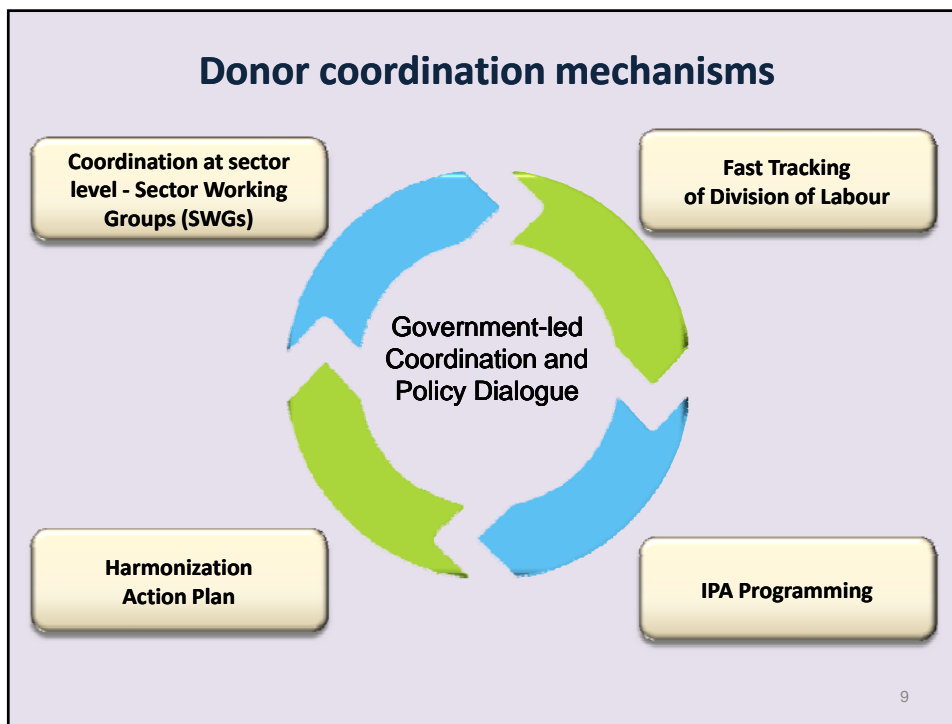 Donor coordination mechanisms
Coordination at sector
level - Sector Working
Groups (SWGs)
Fast Tracking
of Division of Labour
Government-led
Coordination and
Policy Dialogue
Harmonization
Action Plan
IPA Programming
9